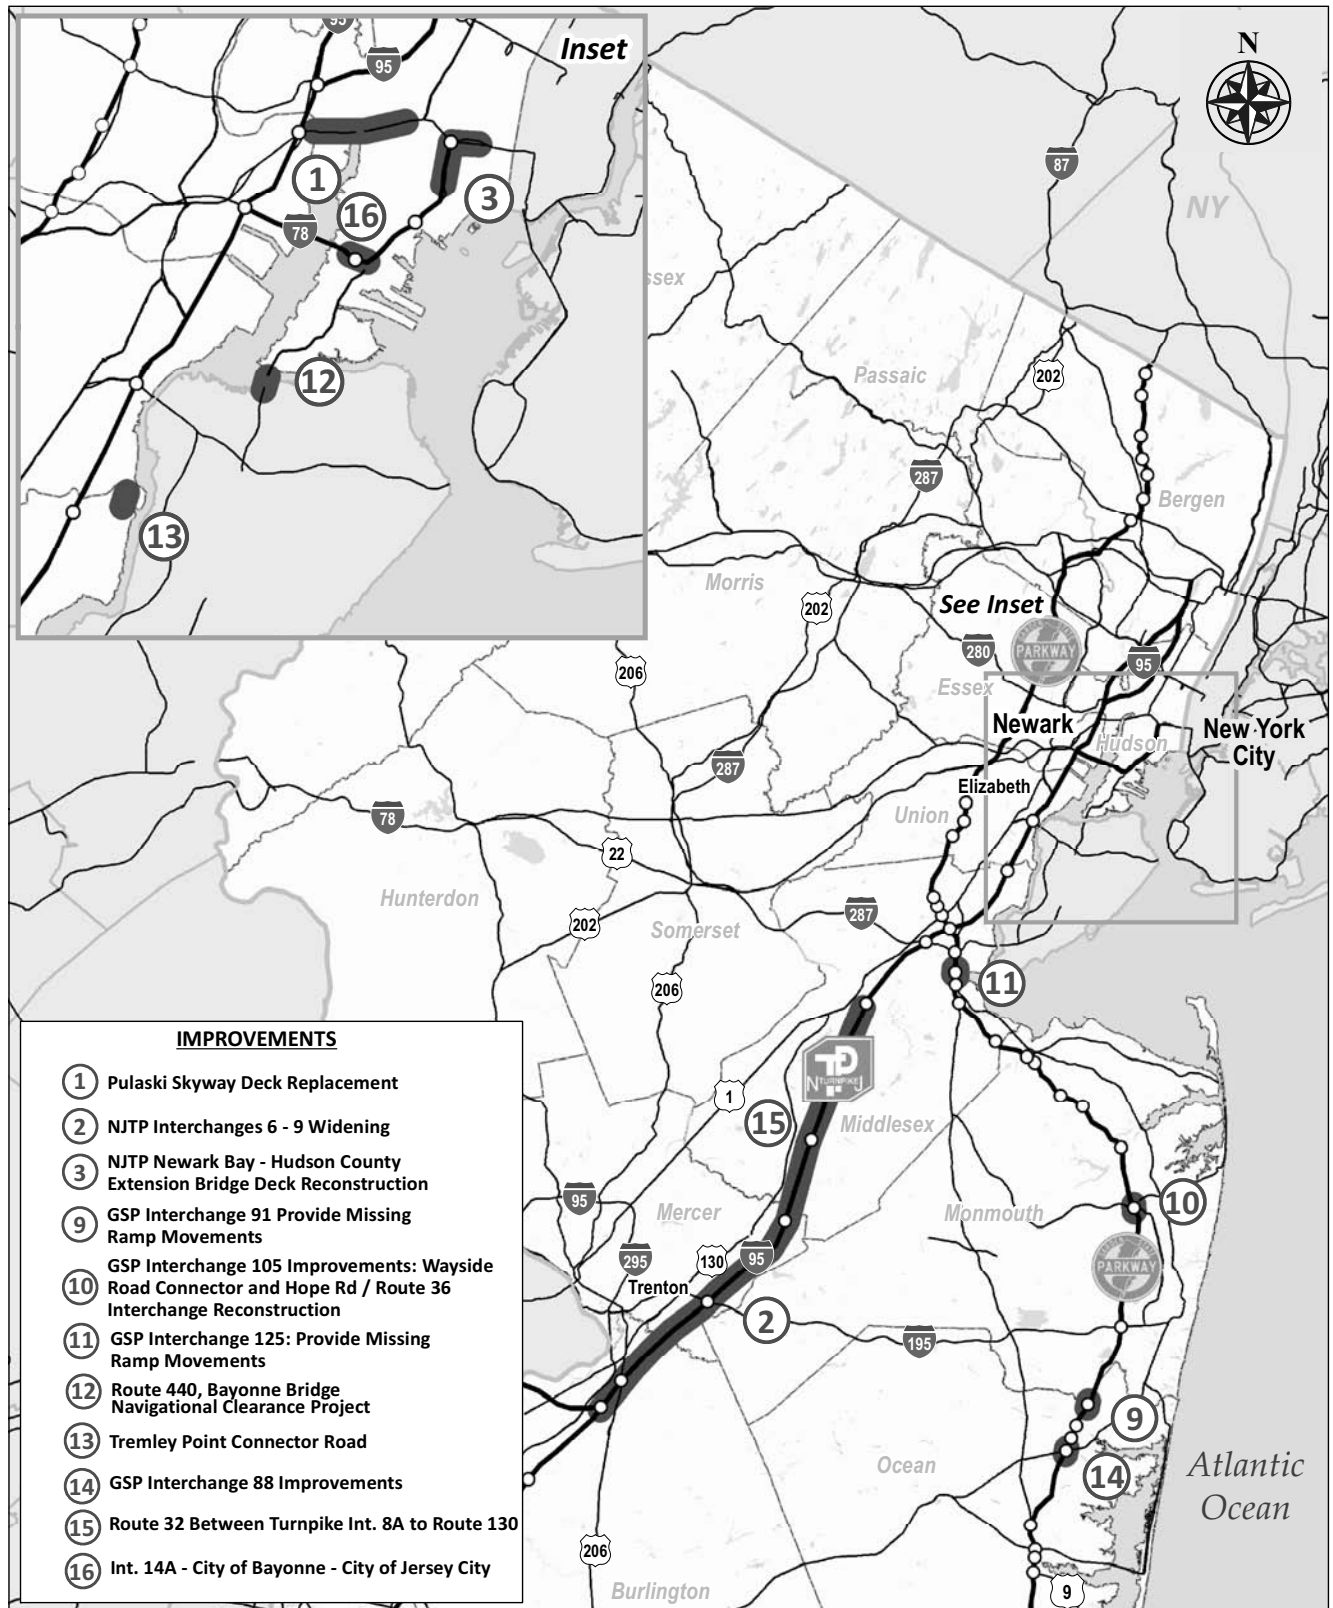 Inset
95
95
78
1
16
3
12
13
N
NY
87
ssex
Passaic
202
287
Bergen
Morris
202
See Inset
280
PARKWAY
95
206
Essex
Newark
Hudson
New York
City
287
Elizabeth
78
Union
22
Hunterdon
202
Somerset
287
206
11
1
N TURNPIKE J
15
Middlesex
95
Mercer
Monmouth
10
295
130
95
PARKWAY
Trenton
2
195
9
Ocean
14
Atlantic
Ocean
206
Burlington
9
IMPROVEMENTS
1 Pulaski Skyway Deck Replacement
2 NJTP Interchanges 6 - 9 Widening
3 NJTP Newark Bay - Hudson County
Extension Bridge Deck Reconstruction
9 GSP Interchange 91 Provide Missing
Ramp Movements
GSP Interchange 105 Improvements: Wayside
10 Road Connector and Hope Rd / Route 36
Interchange Reconstruction
11 GSP Interchange 125: Provide Missing
Ramp Movements
12 Route 440, Bayonne Bridge
Navigational Clearance Project
13 Tremley Point Connector Road
14 GSP Interchange 88 Improvements
15 Route 32 Between Turnpike Int. 8A to Route 130
16 Int. 14A - City of Bayonne - City of Jersey City